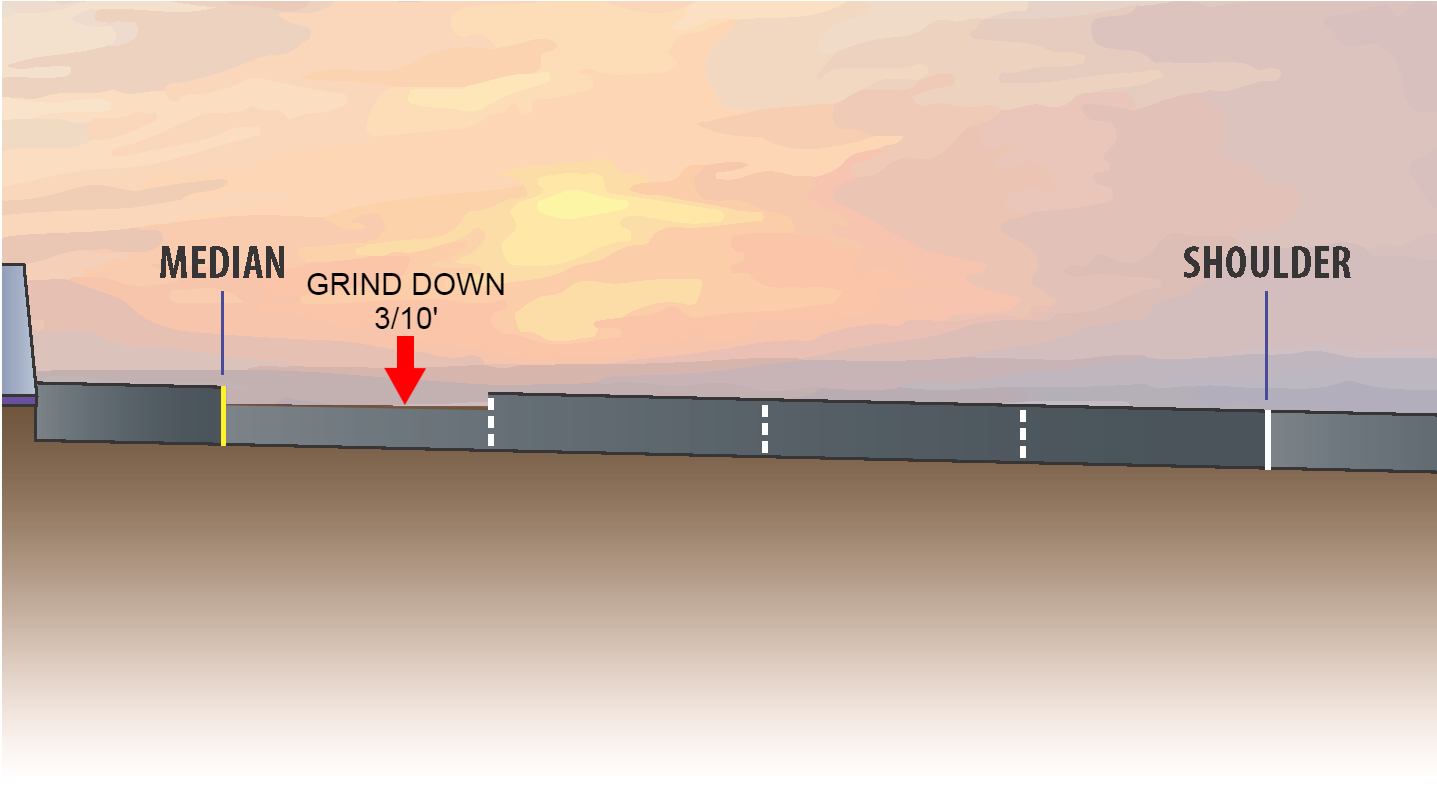 MEDIAN
GRIND DOWN
3/10'
SHOULDER